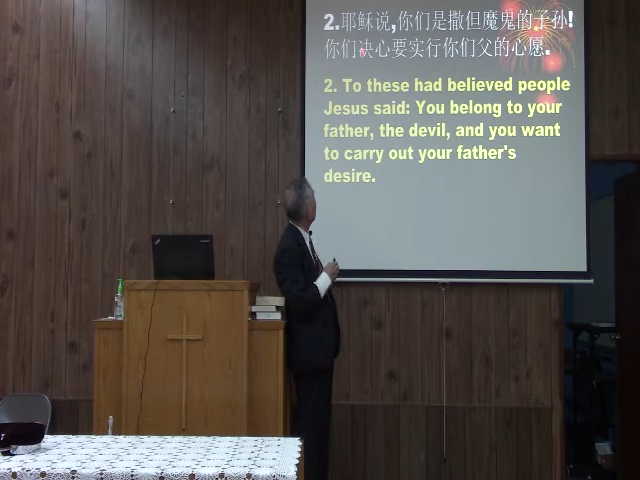 2.耶稣说,你们是撒但魔鬼的子孙!
你们决心要实行你们父的心愿.
2. To these had believed people
Jesus said: You belong to your
father, the devil, and you want
to carry out your father's
desire.